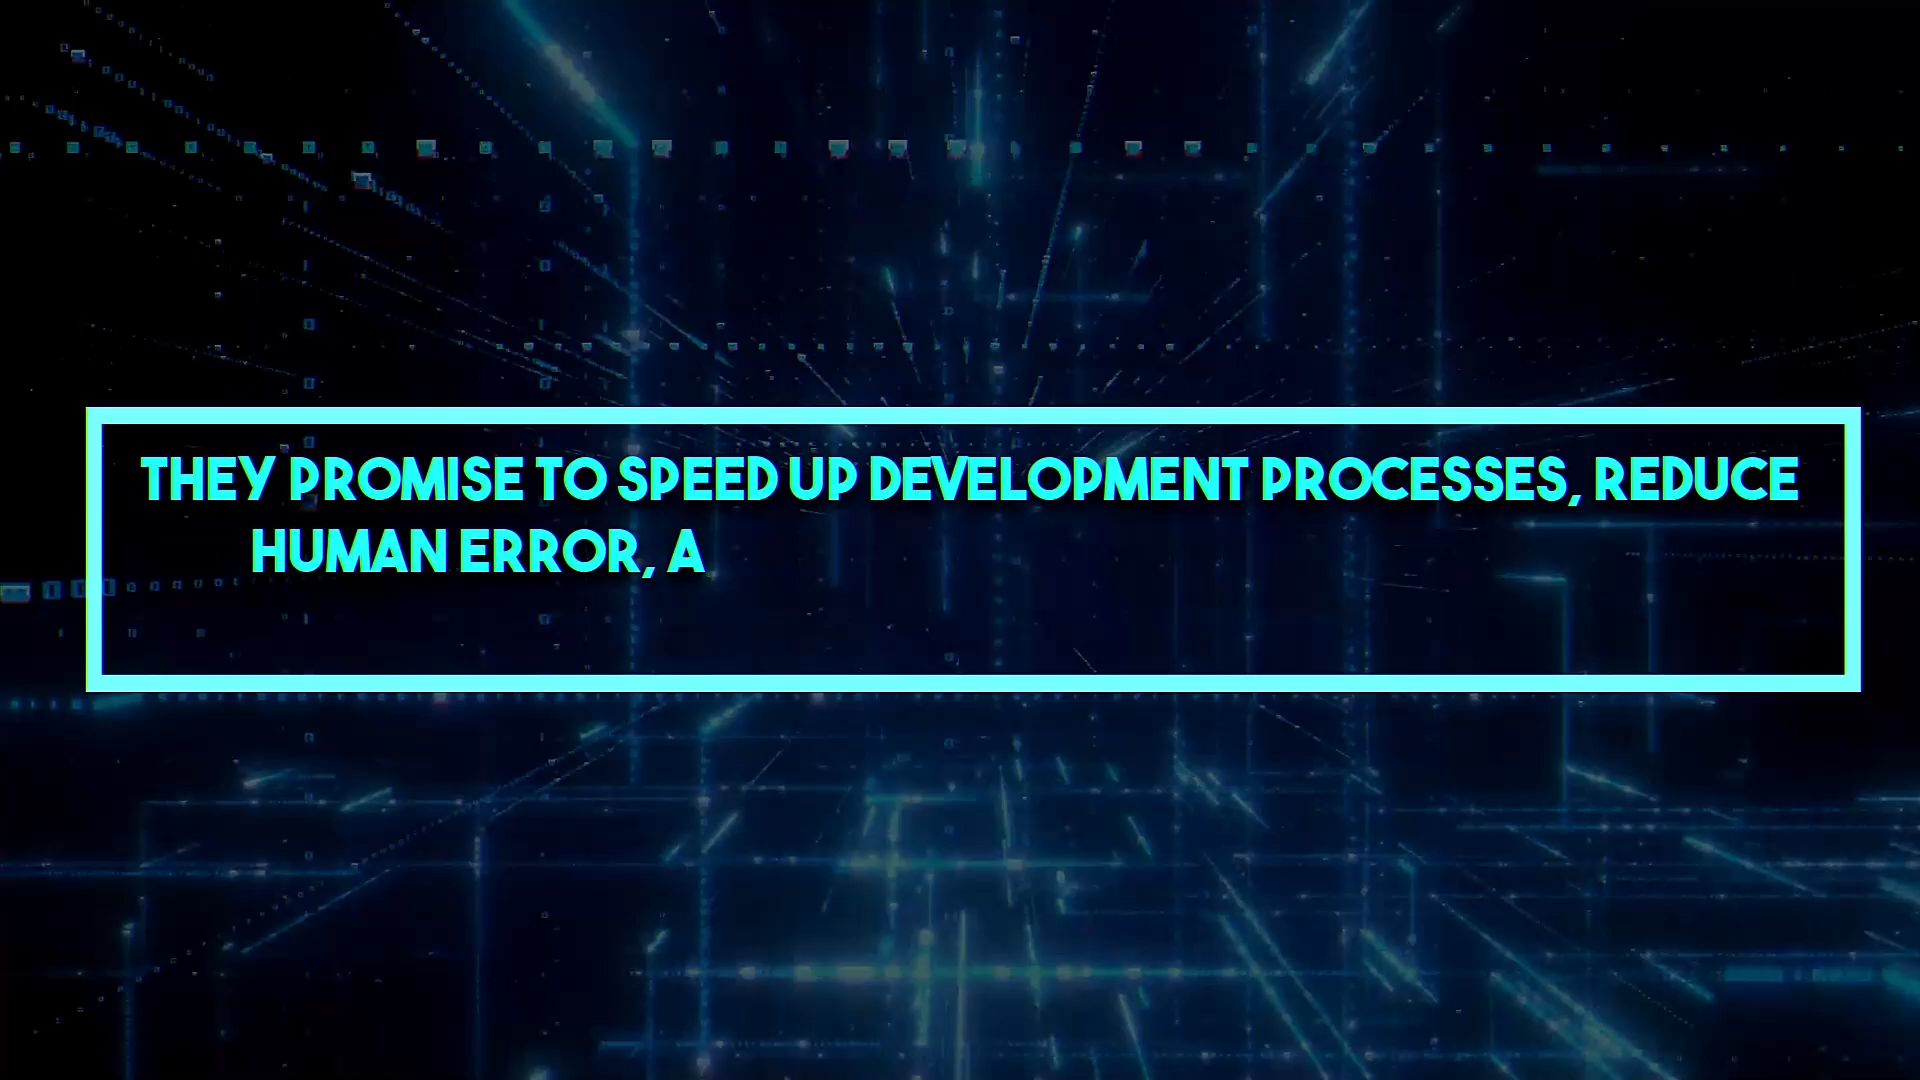 THEY PROMISE TO SPEED UP DEVELOPMENT PROCESSES, REDUCE
HUMAN ERROR, A